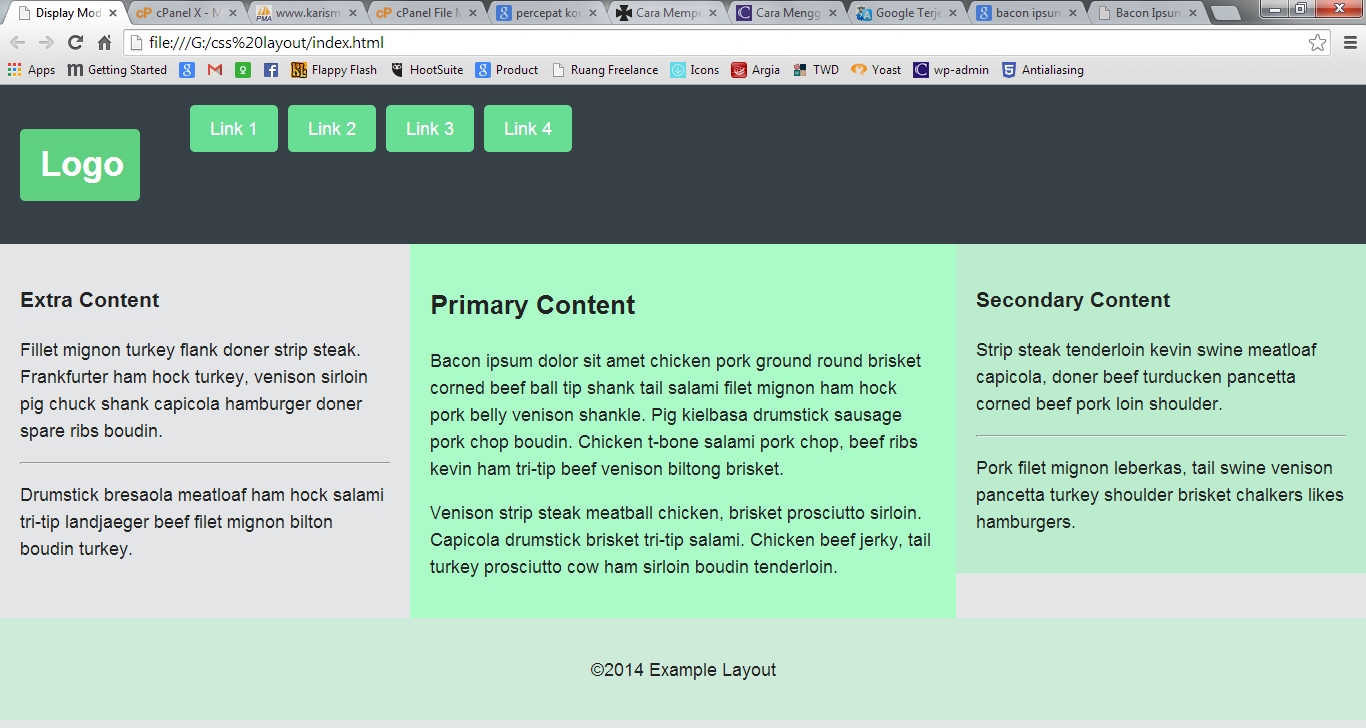 Display Mod
cPanel X - M
www.karism
cPanel File M
percepat ko
Cara Mempe
Cara Mengg
Google Terje
bacon ipsum
Bacon Ipsum
file:///G:/css%20layout/index.html
Apps
Getting Started
Flappy Flash
HootSuite
Product
Ruang Freelance
Icons
Argia
TWD
Yoast
wp-admin
Antialiasing
Logo
Link 1
Link 2
Link 3
Link 4
Extra Content
Fillet mignon turkey flank doner strip steak.
Frankfurter ham hock turkey, venison sirloin
pig chuck shank capicola hamburger doner
spare ribs boudin.
Drumstick bresaola meatloaf ham hock salami
tri-tip landjaeger beef filet mignon bilton
boudin turkey.
Primary Content
Bacon ipsum dolor sit amet chicken pork ground round brisket
corned beef ball tip shank tail salami filet mignon ham hock
pork belly venison shankle. Pig kielbasa drumstick sausage
pork chop boudin. Chicken t-bone salami pork chop, beef ribs
kevin ham tri-tip beef venison biltong brisket.
Venison strip steak meatball chicken, brisket prosciutto sirloin.
Capicola drumstick brisket tri-tip salami. Chicken beef jerky, tail
turkey prosciutto cow ham sirloin boudin tenderloin.
Secondary Content
Strip steak tenderloin kevin swine meatloaf
capicola, doner beef turducken pancetta
corned beef pork loin shoulder.
Pork filet mignon leberkas, tail swine venison
pancetta turkey shoulder brisket chalkers likes
hamburgers.
©2014 Example Layout